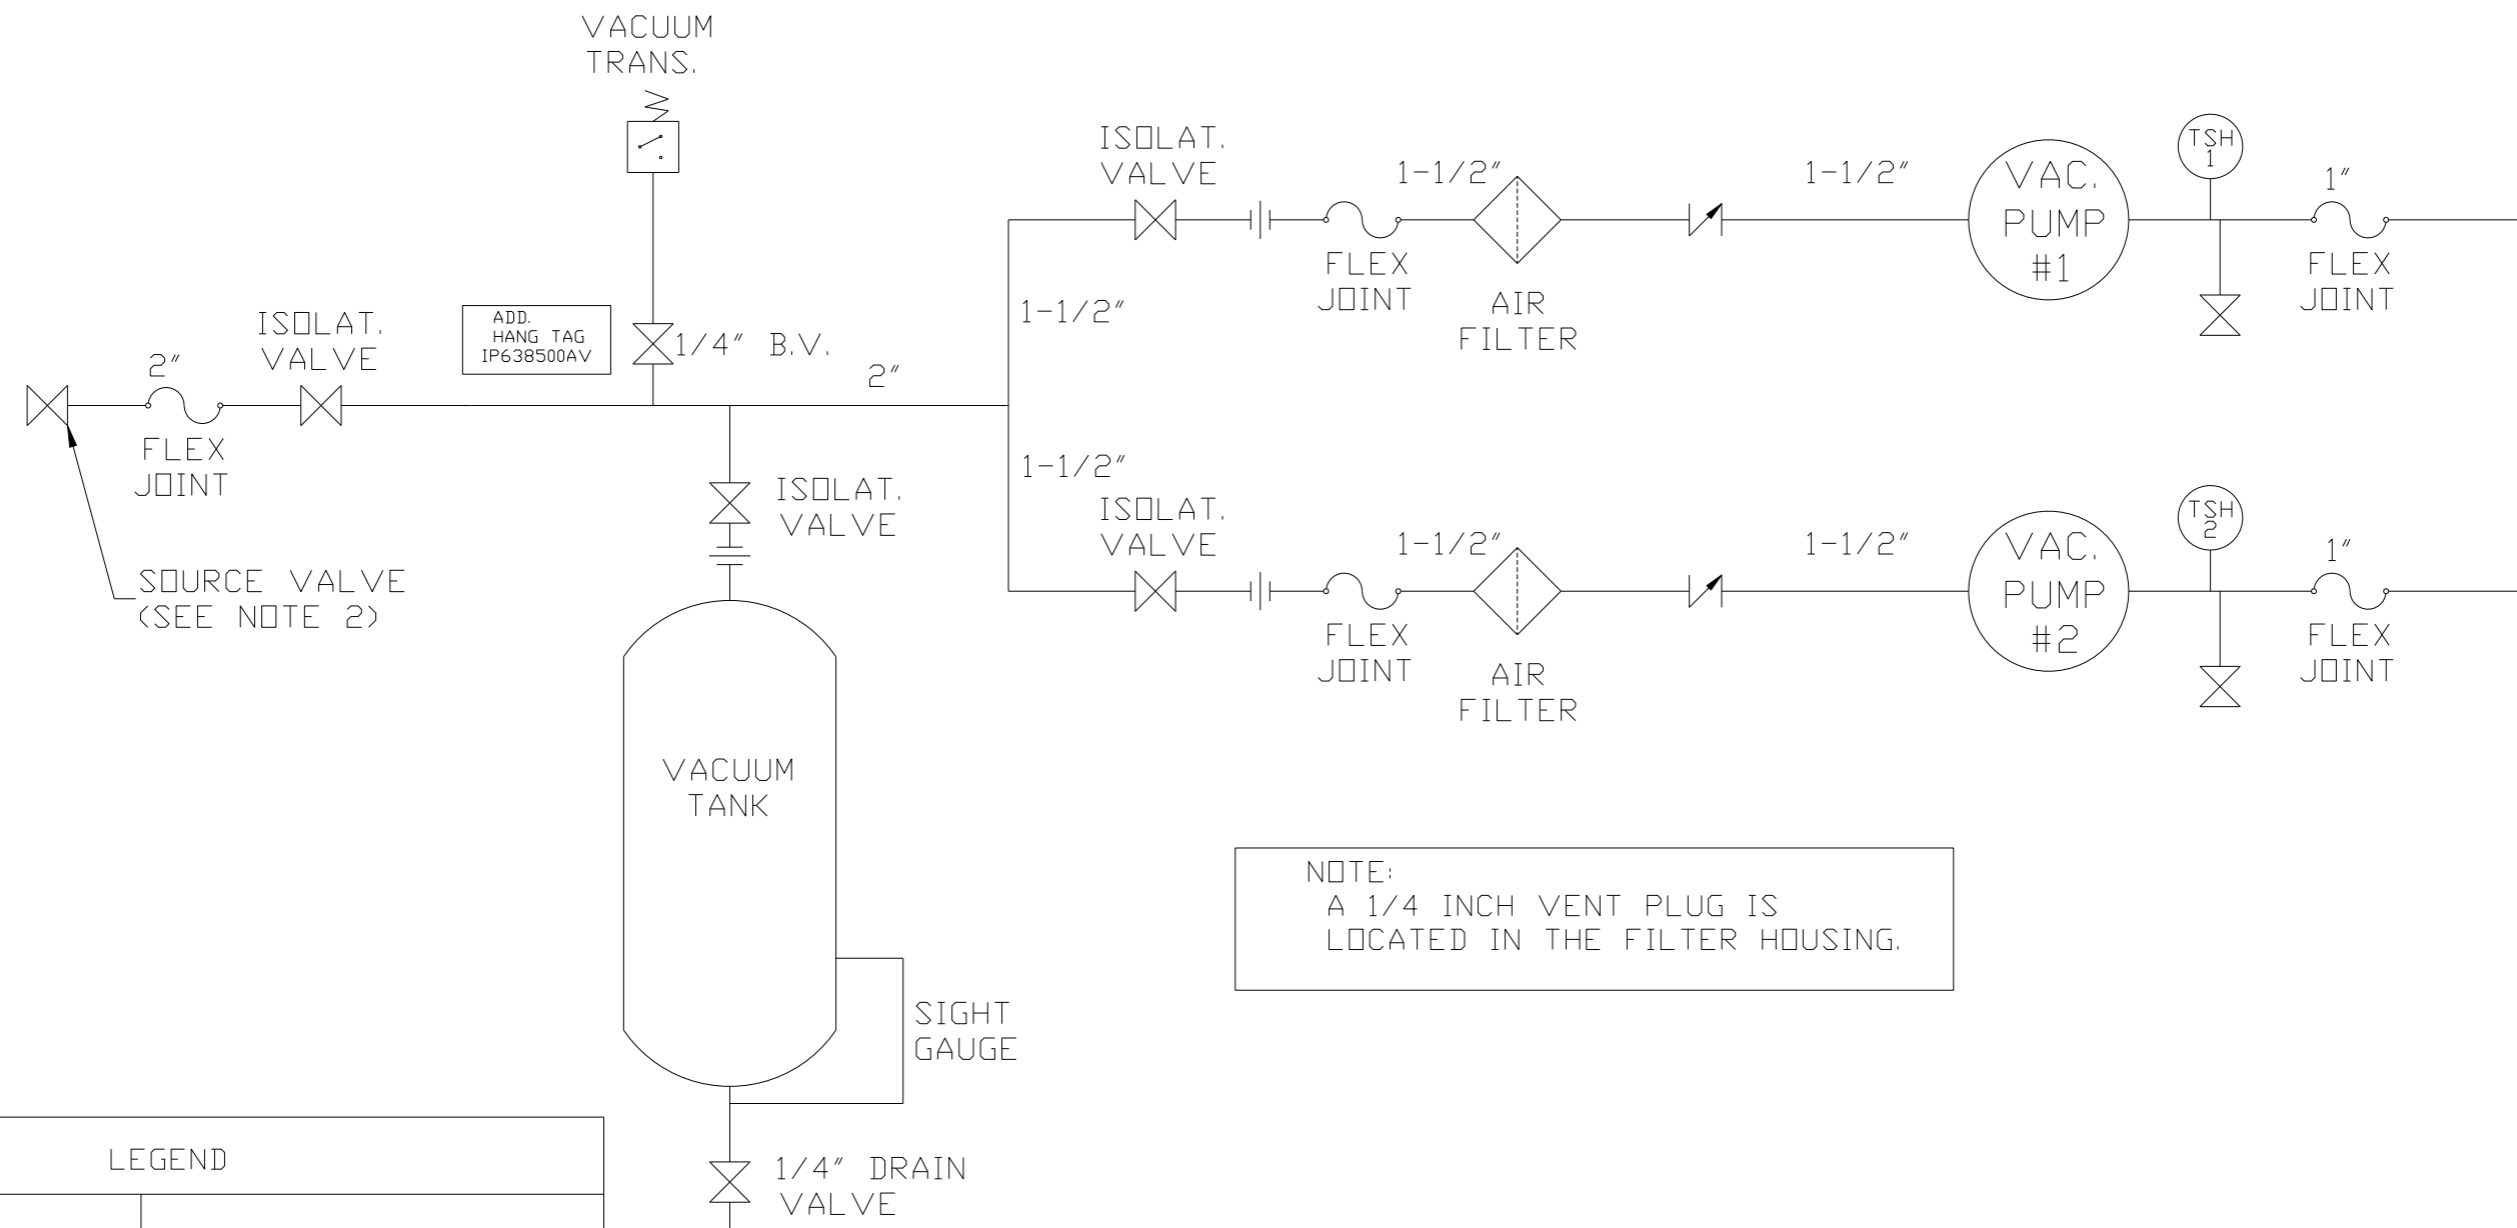 VACUUM
TRANS.
ISOLAT.
VALVE
1-1/2"
1-1/2"
VAC.
PUMP
#1
TSH
1
1"
FLEX
JOINT
AIR
FILTER
FLEX
JOINT
ADD.
HANG TAG
IP638500AV
1/4" B.V.
1-1/2"
2"
ISOLAT.
VALVE
2"
FLEX
JOINT
SOURCE VALVE
(SEE NOTE 2)
ISOLAT.
VALVE
1-1/2"
ISOLAT.
VALVE
1-1/2"
1-1/2"
VAC.
PUMP
#2
TSH
2
1"
FLEX
JOINT
AIR
FILTER
FLEX
JOINT
VACUUM
TANK
NOTE:
A 1/4 INCH VENT PLUG IS
LOCATED IN THE FILTER HOUSING.
SIGHT
GAUGE
LEGEND
1/4" DRAIN
VALVE